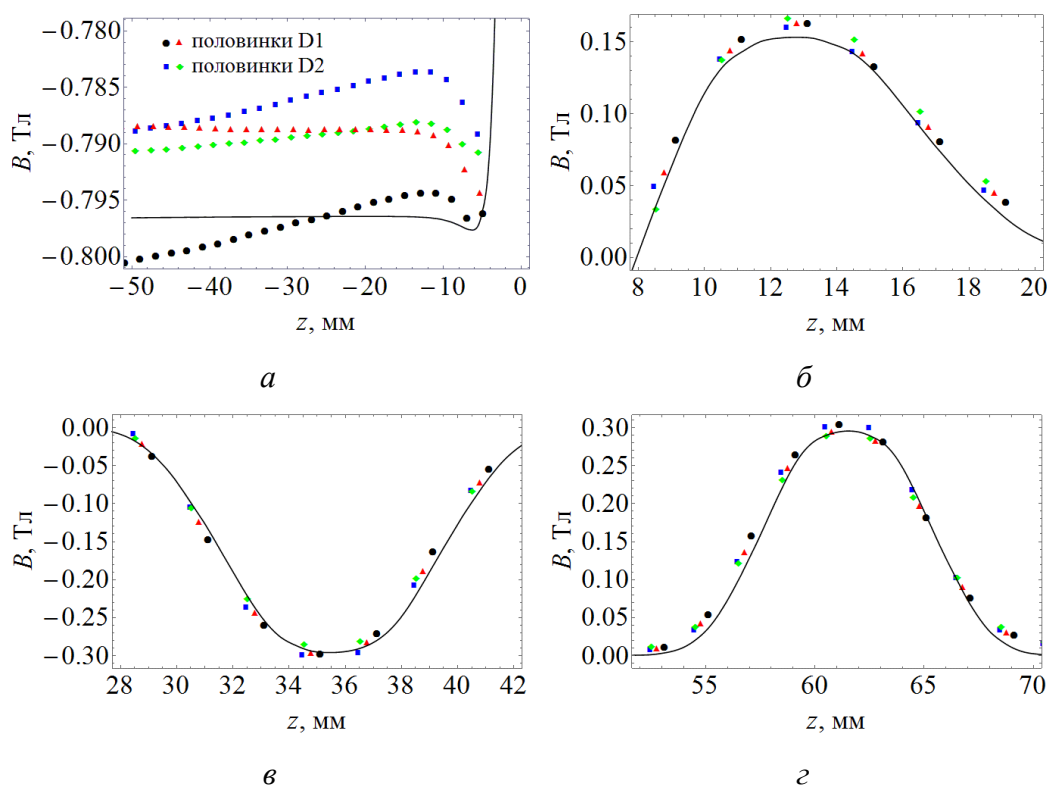 −0.780
−0.785
−0.790
−0.795
−0.800
B, Тл
половинки D1
половинки D2
−50 −40 −30 −20 −10 0
z, мм
а
0.15
0.10
0.05
0.00
B, Тл
8 10 12 14 16 18 20
z, мм
б
0.00
−0.05
−0.10
−0.15
−0.20
−0.25
−0.30
B, Тл
28 30 32 34 36 38 40 42
z, мм
в
0.30
0.25
0.20
0.15
0.10
0.05
0.00
B, Тл
55 60 65 70
z, мм
г